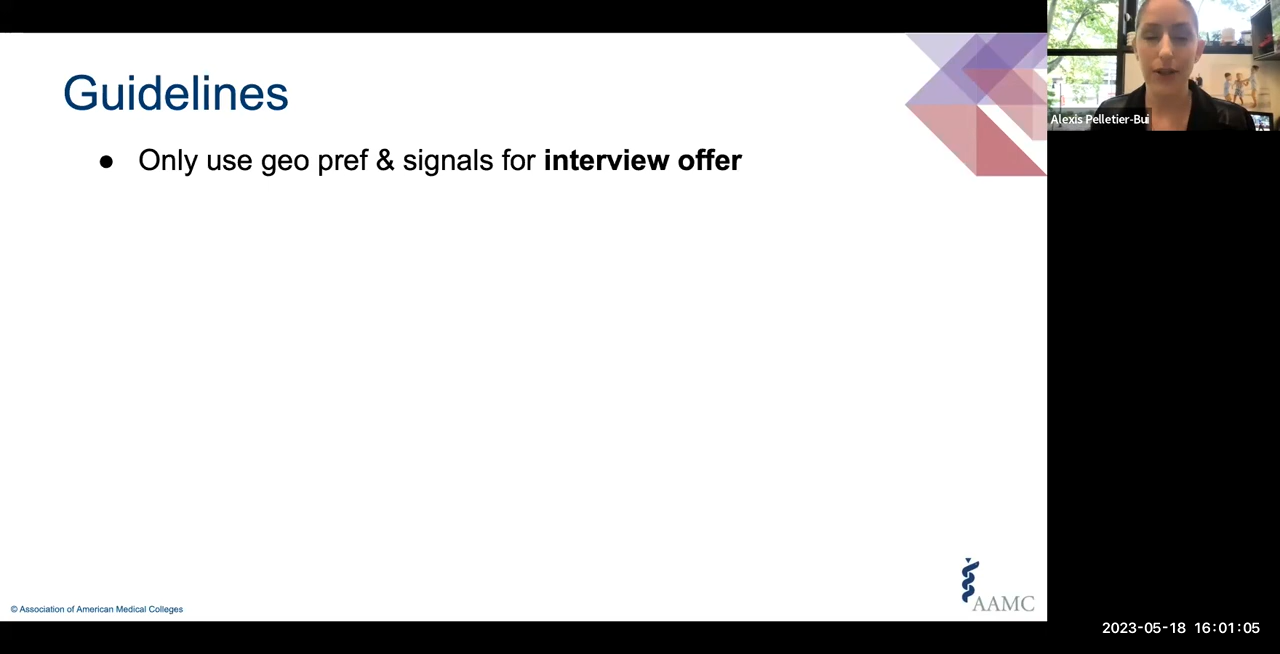 Guidelines
● Only use geo pref & signals for interview offer
Alexis Pelletier-Bui
AAMC
© Association of American Medical Colleges
2023-05-18 16:01:05